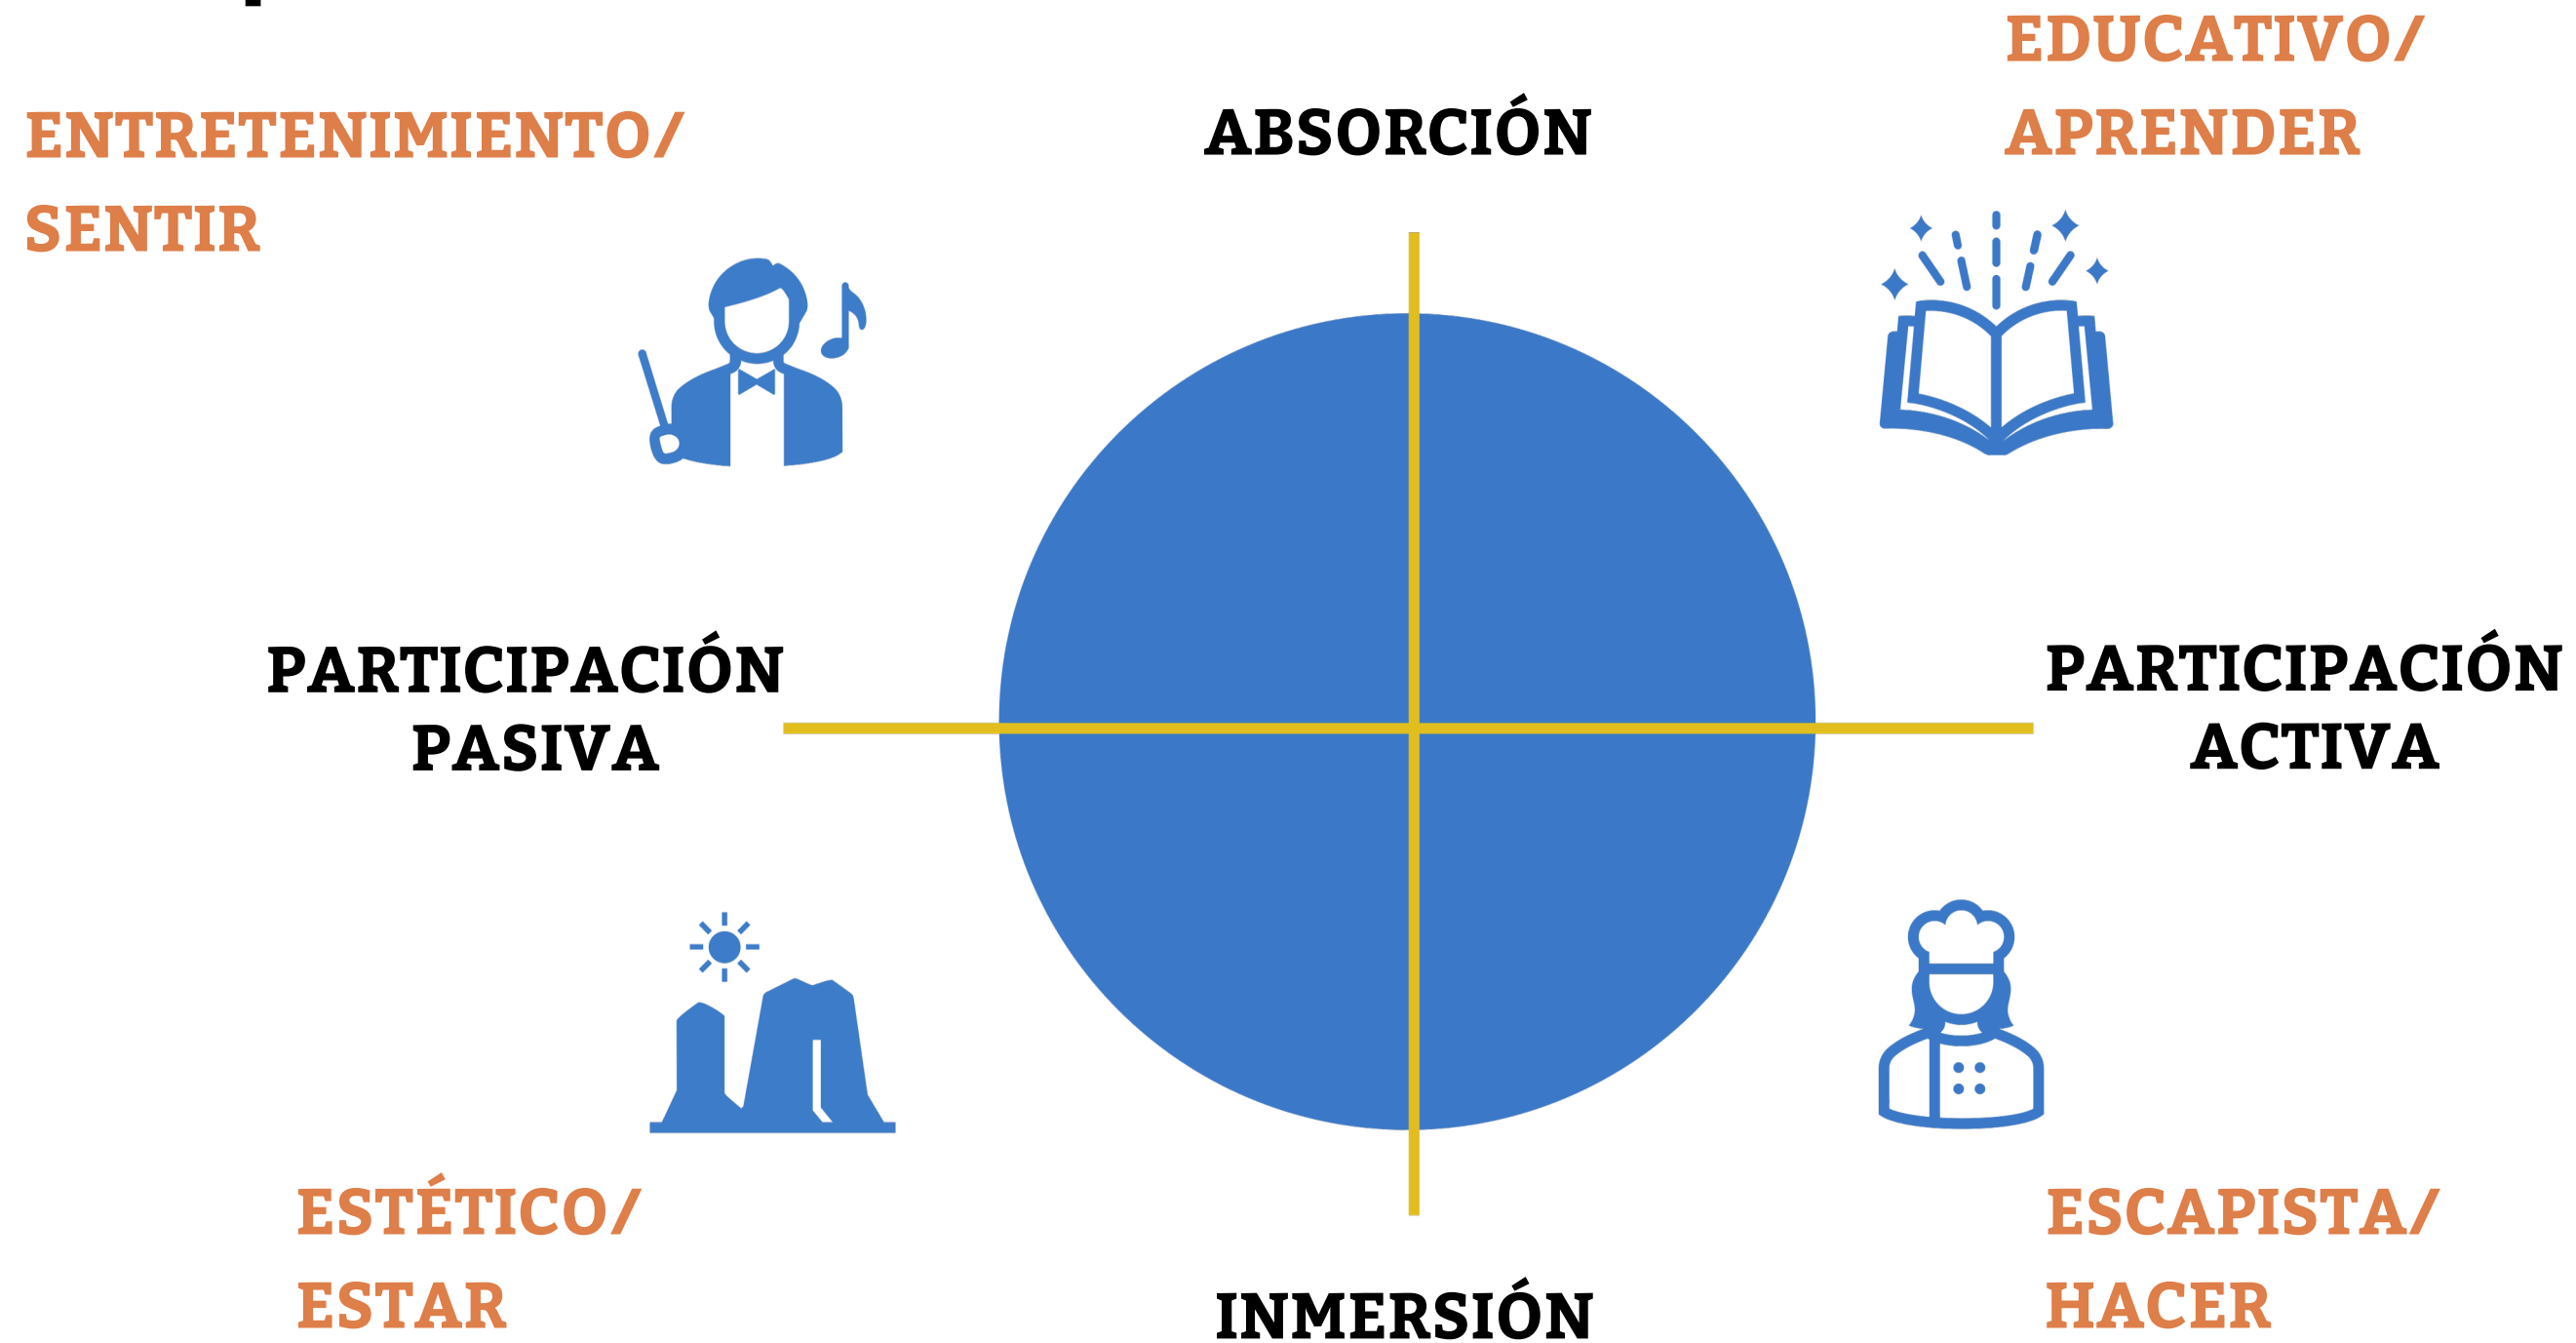 EDUCATIVO/
APRENDER
ENTRETENIMIENTO/
SENTIR
ABSORCIÓN
PARTICIPACIÓN
PASIVA
PARTICIPACIÓN
ACTIVA
ESTÉTICO/
ESTAR
INMERSIÓN
ESCAPISTA/
HACER